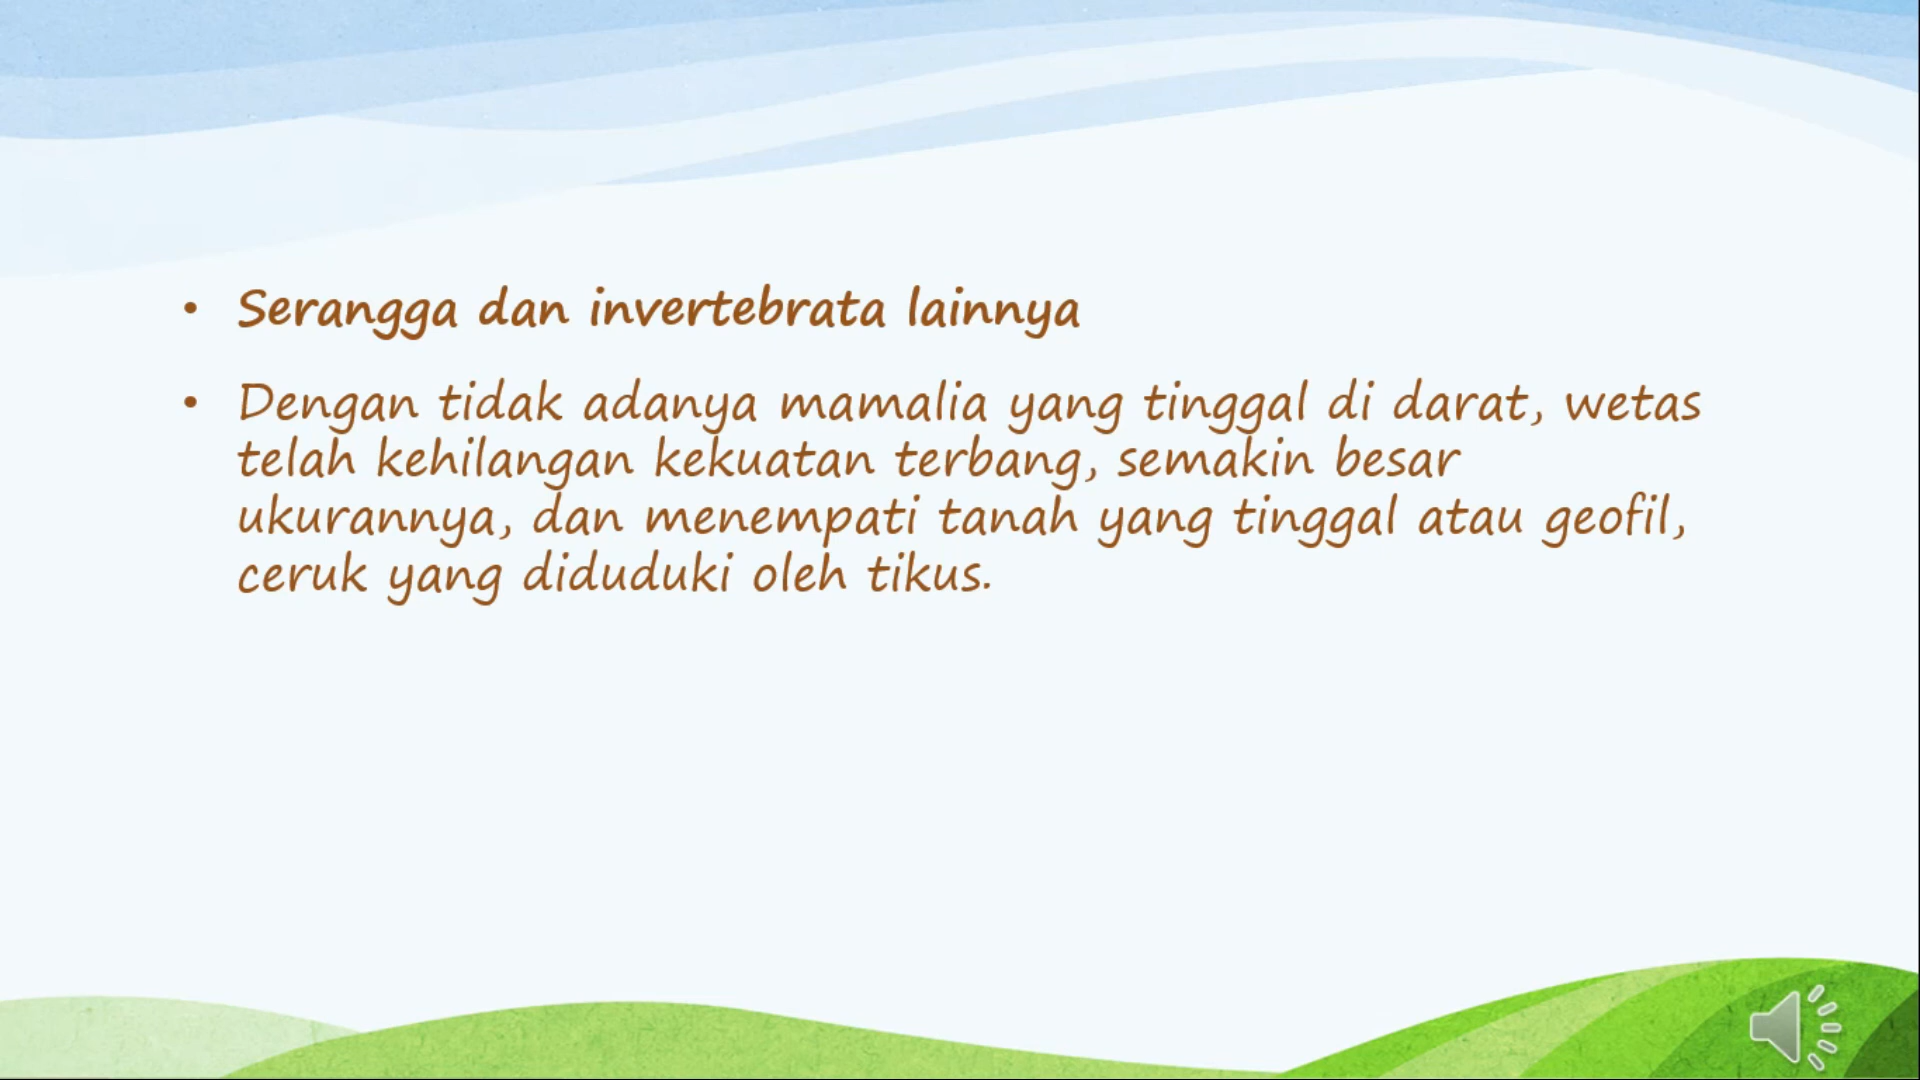 • Serangga dan invertebrata lainnya
• Dengan tidak adanya mamalia yang tinggal di darat, wetas
telah kehilangan kekuatan terbang, semakin besar
ukurannya, dan menempati tanah yang tinggal atau geofil,
ceruk yang diduduki oleh tikus.